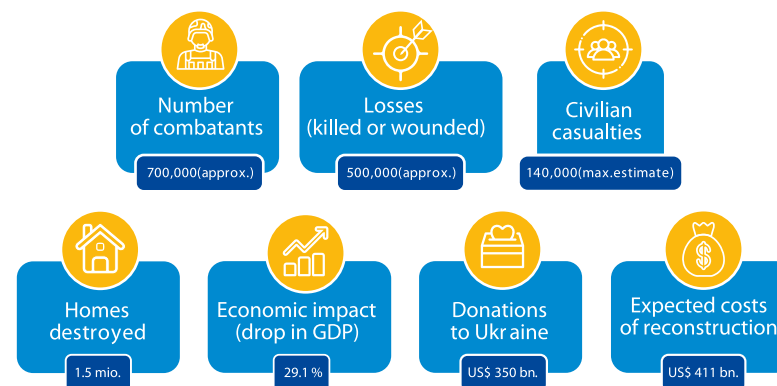 Number
of combatants
700,000(approx.)
Losses
(killed or wounded)
500,000(approx.)
Civilian
casualties
140,000(max.estimate)
Homes
destroyed
1.5 mio.
Economic impact
(drop in GDP)
29.1 %
Donations
to Ukraine
US$ 350 bn.
Expected costs
of reconstruction
US$ 411 bn.